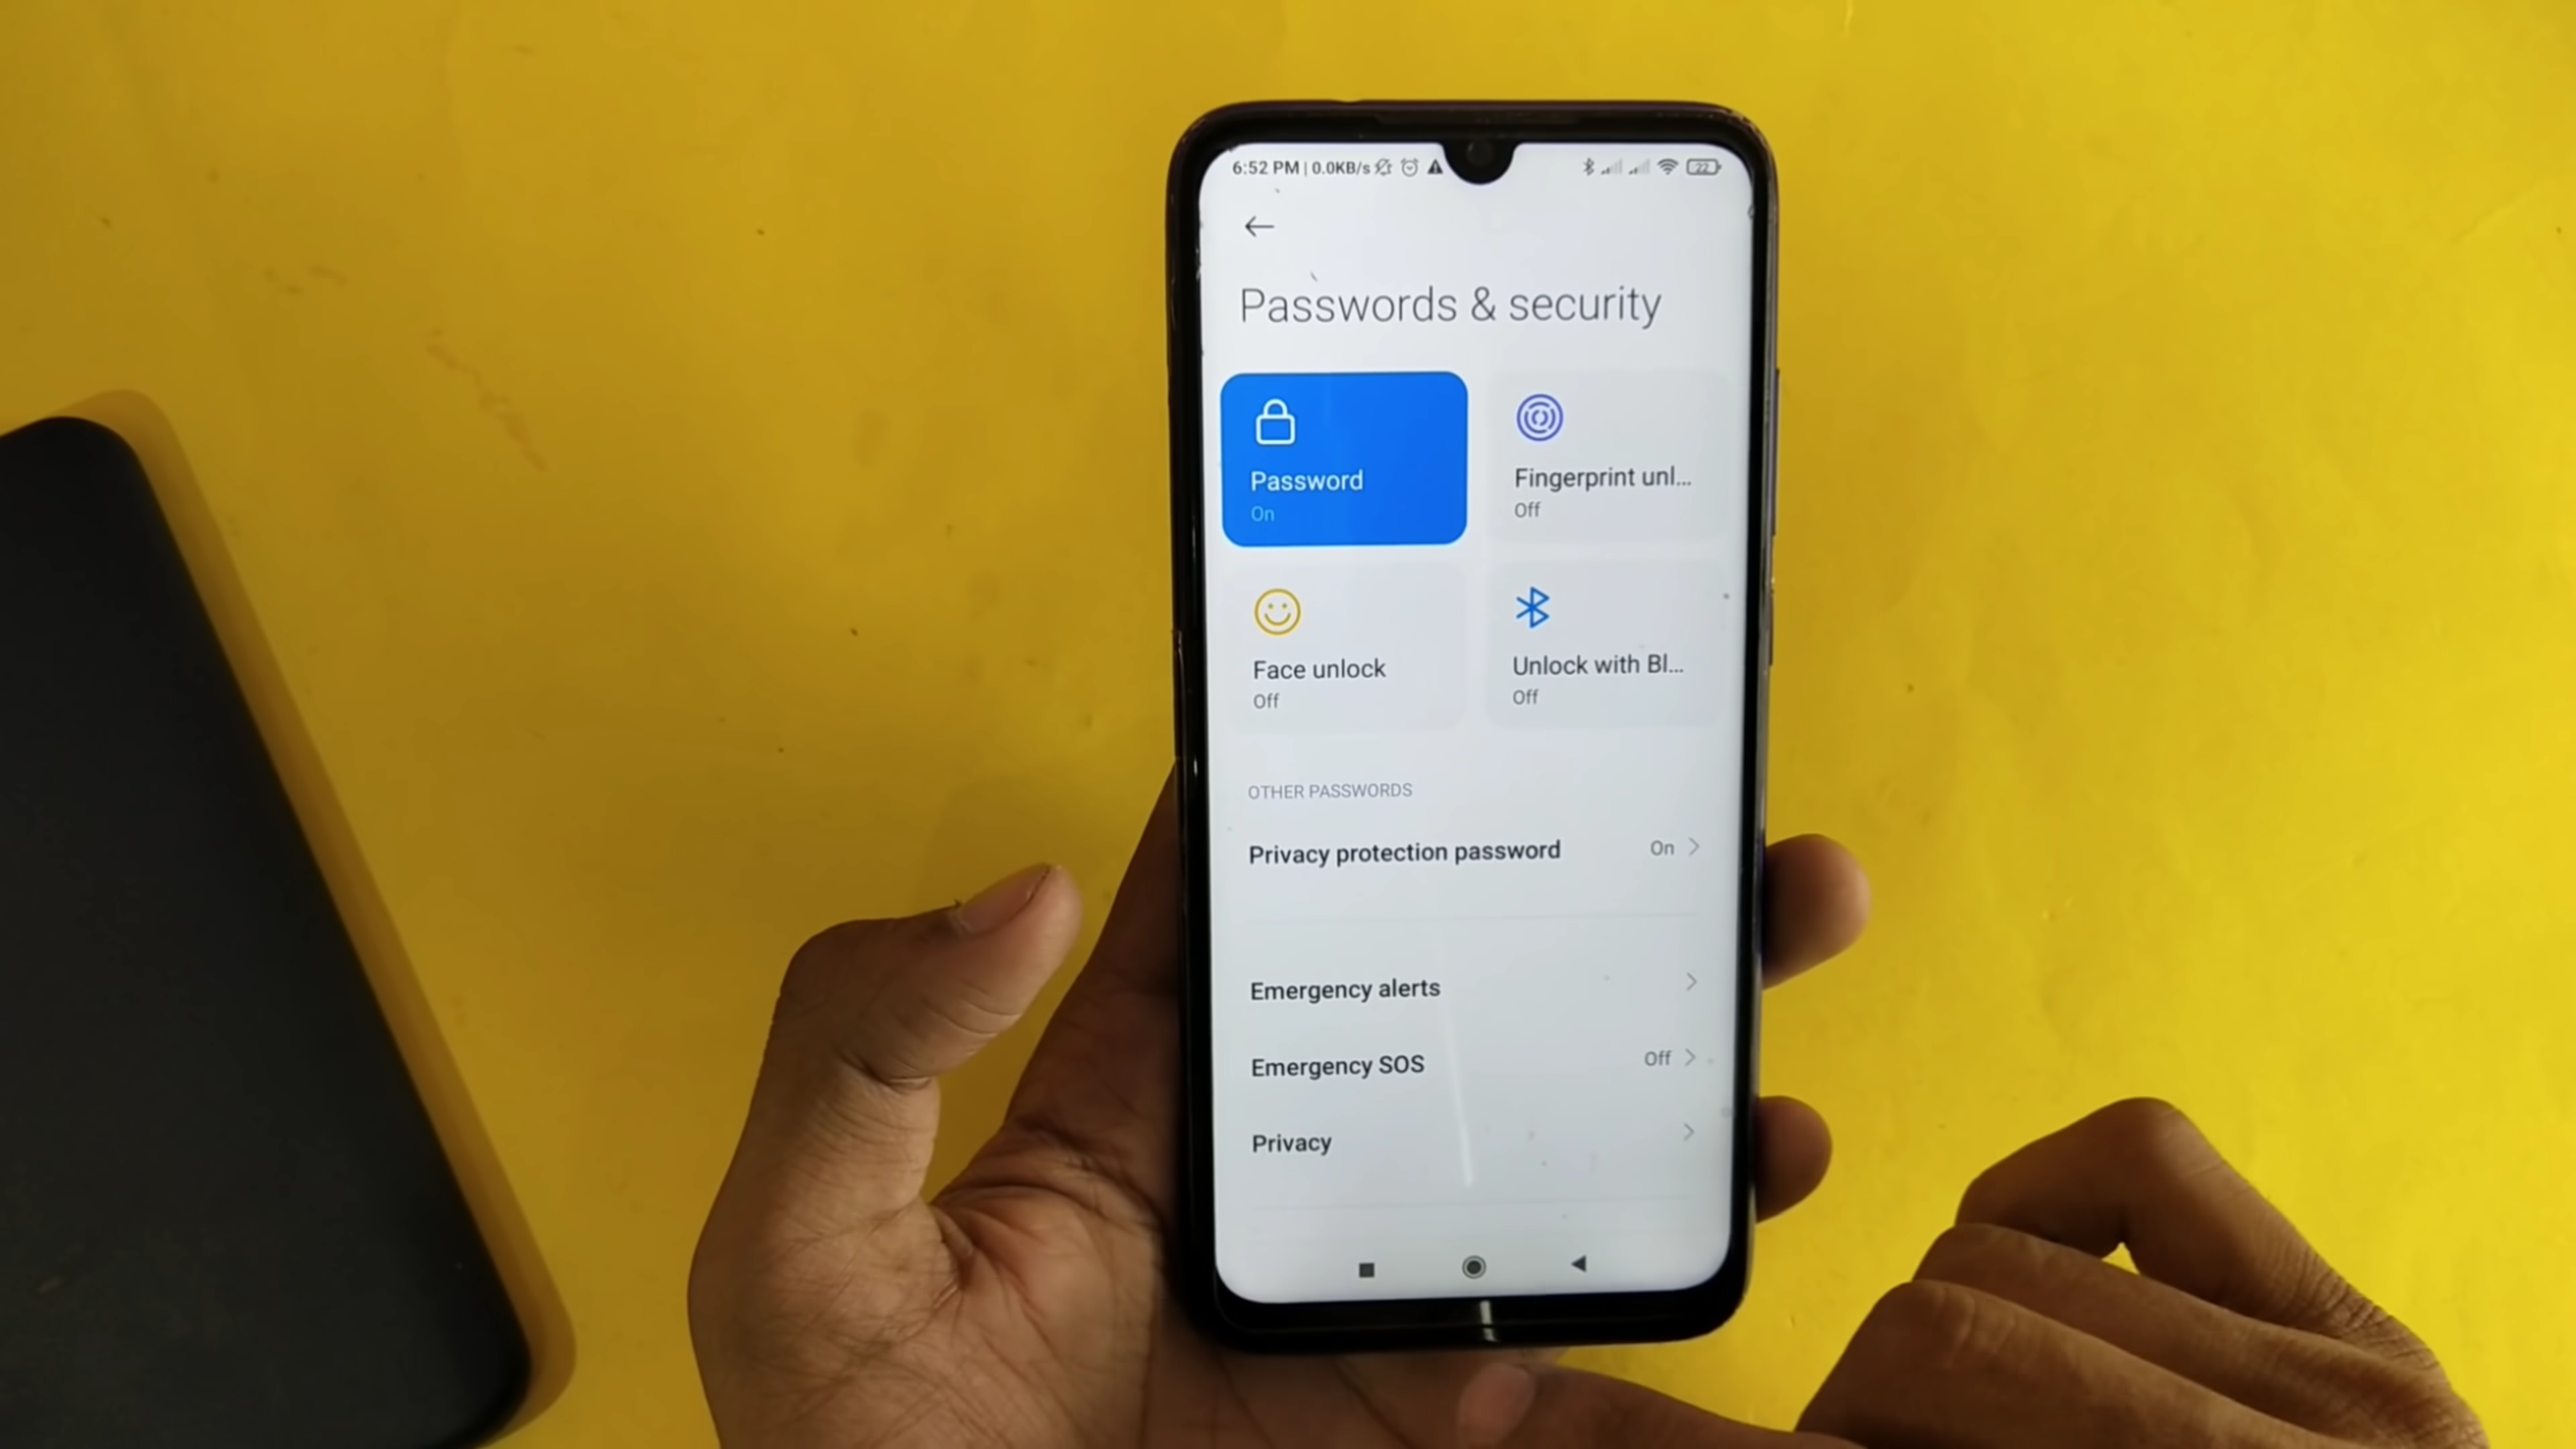 6:52 PM | 0.0KB/s
22
Passwords & security
Password
On
Fingerprint unl...
Off
Face unlock
Off
Unlock with Bl...
Off
OTHER PASSWORDS
Privacy protection password On
Emergency alerts
Emergency SOS Off
Privacy